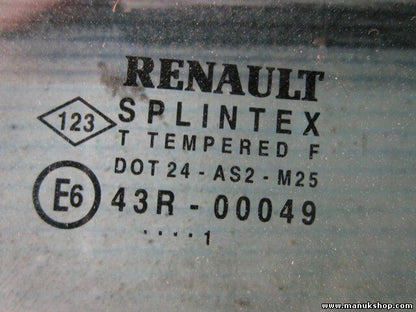 RENAULT
123 SPLINTEX
T TEMPERED F
DOT 24 - AS2 - M25
E6 43R - 00049
.... 1
www.manukshop.com